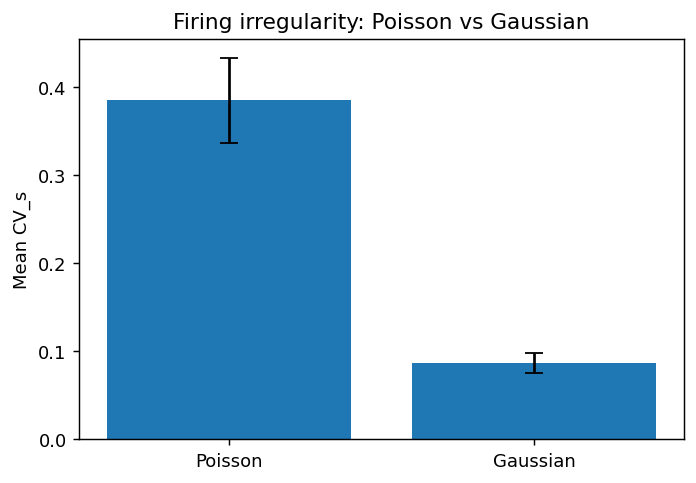 Firing irregularity: Poisson vs Gaussian
Mean CV_s
0.4
0.3
0.2
0.1
0.0
Poisson
Gaussian